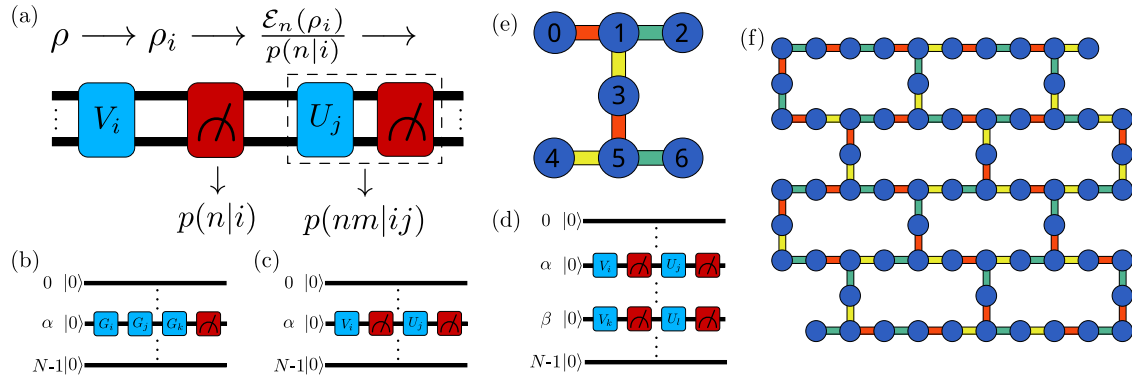 (a)
ρ ⟶ ρ_i ⟶ ℰ_n(ρ_i)/p(n|i) ⟶
V_i U_j
p(n|i) p(nm|ij)
(b)
0 |0⟩
α |0⟩ G_i G_j G_k
N-1|0⟩
(c)
0 |0⟩
α |0⟩ V_i U_j
N-1|0⟩
(d)
0 |0⟩
α |0⟩ V_i U_j
β |0⟩ V_k U_l
N-1|0⟩
(e)
0 1 2
3
4 5 6
(f)